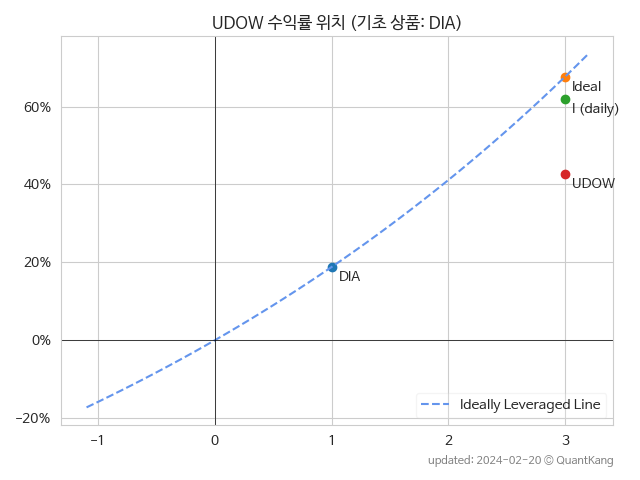 UDOW 수익률 위치 (기초 상품: DIA)
60%
40%
20%
0%
−20%
Ideal
I (daily)
UDOW
DIA
Ideally Leveraged Line
−1 0 1 2 3
updated: 2024-02-20 © QuantKang